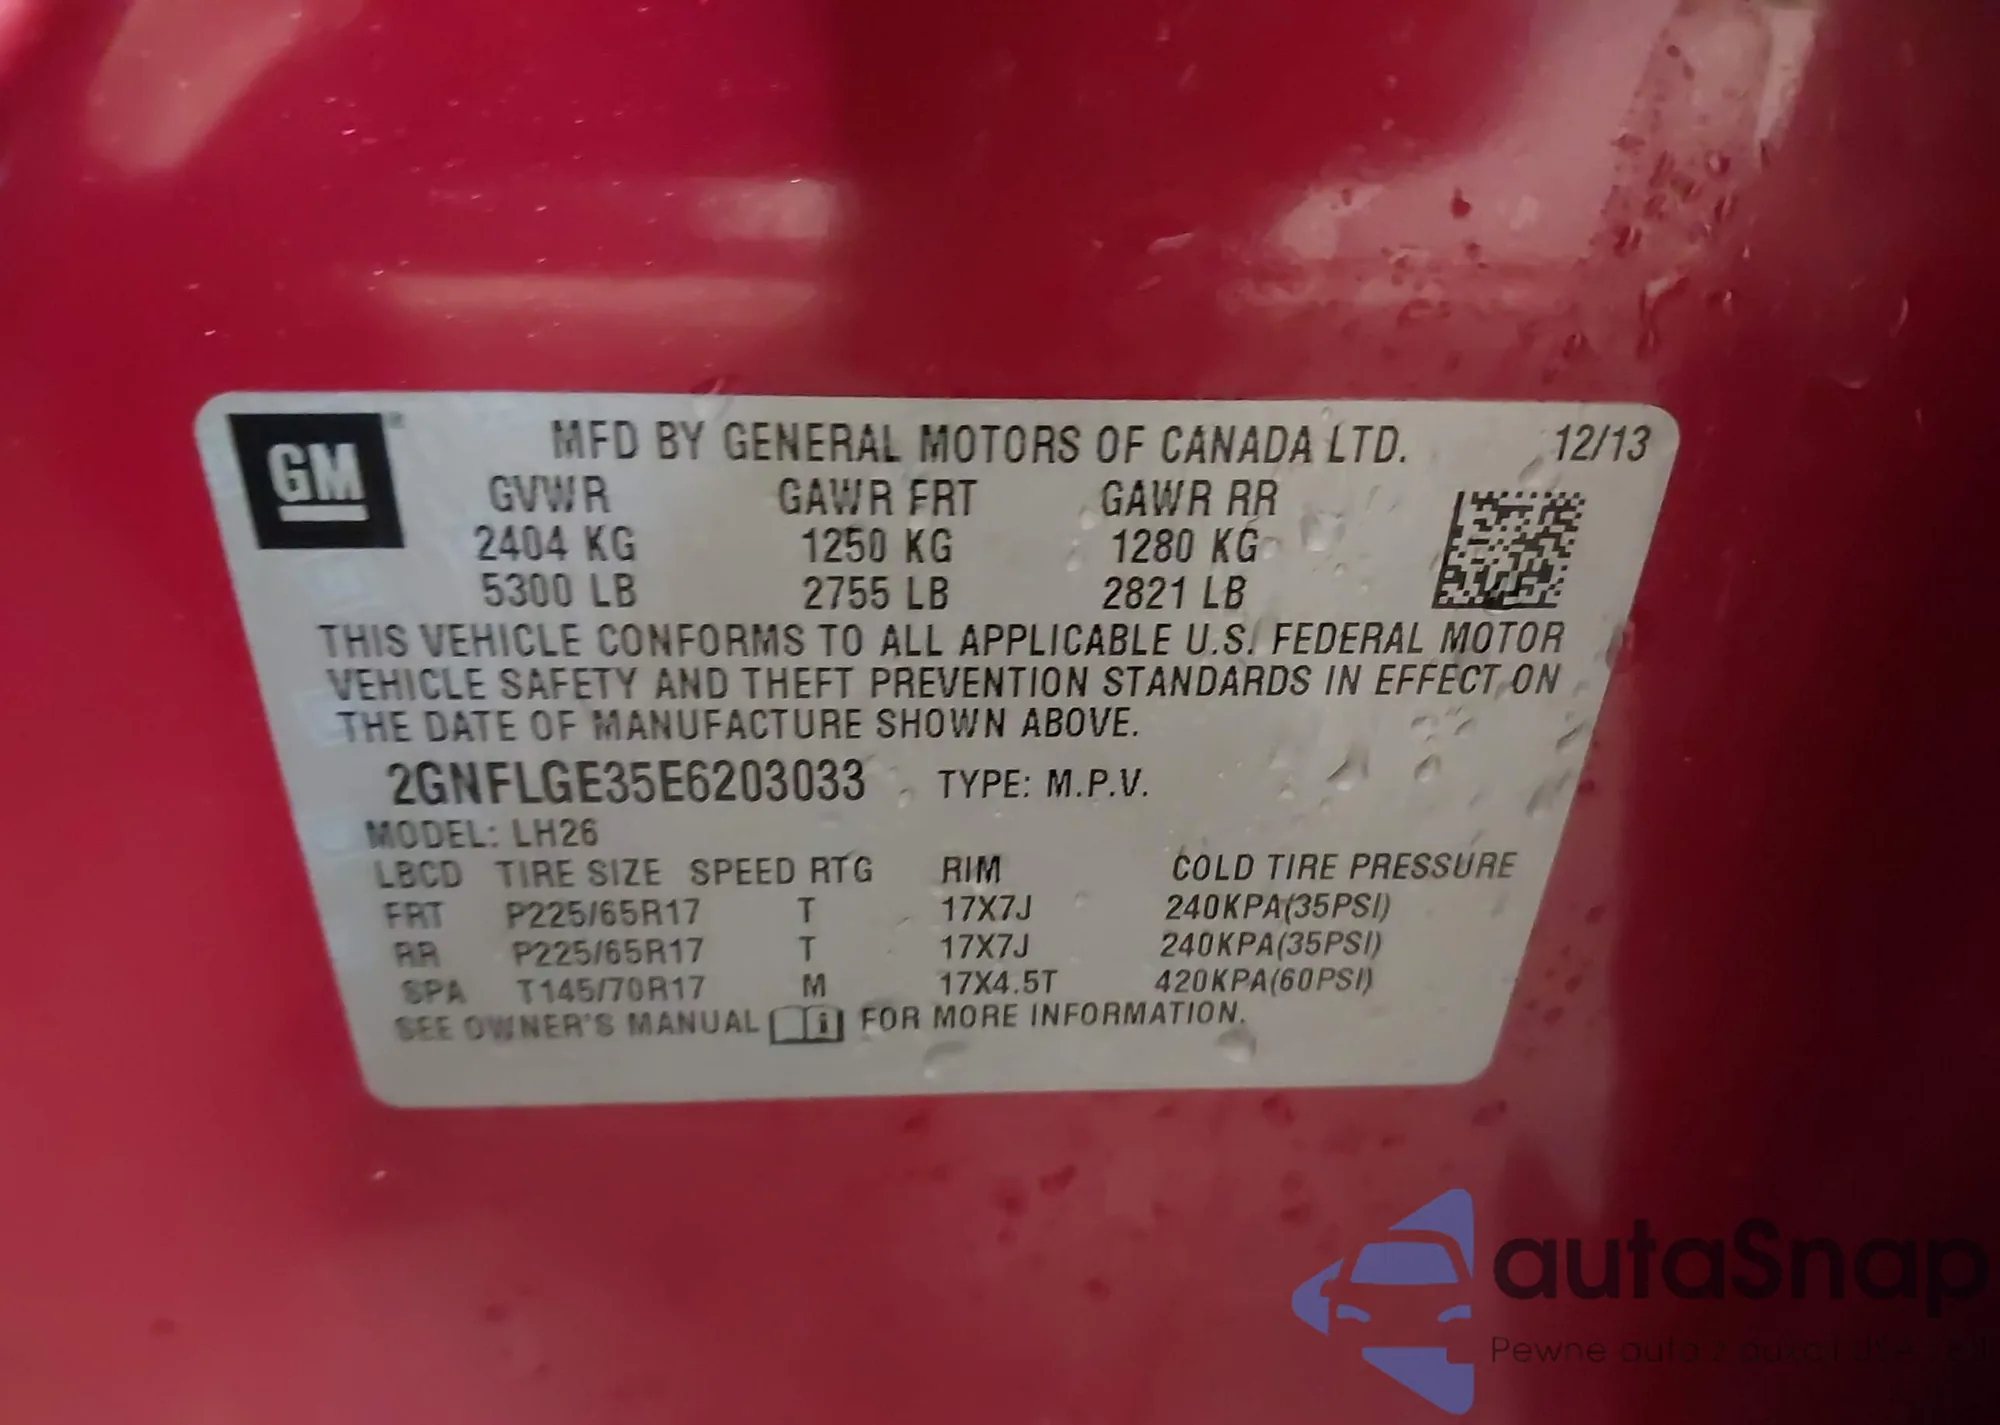 GM
MFD BY GENERAL MOTORS OF CANADA LTD. 12/13
GVWR GAWR FRT GAWR RR
2404 KG 1250 KG 1280 KG
5300 LB 2755 LB 2821 LB
THIS VEHICLE CONFORMS TO ALL APPLICABLE U.S. FEDERAL MOTOR
VEHICLE SAFETY AND THEFT PREVENTION STANDARDS IN EFFECT ON
THE DATE OF MANUFACTURE SHOWN ABOVE.
2GNFLGE35E6203033 TYPE: M.P.V.
MODEL: LH26
LBCD TIRE SIZE SPEED RTG RIM COLD TIRE PRESSURE
FRT P225/65R17 T 17X7J 240KPA(35PSI)
RR P225/65R17 T 17X7J 240KPA(35PSI)
SPA T145/70R17 M 17X4.5T 420KPA(60PSI)
SEE OWNER'S MANUAL FOR MORE INFORMATION.
autaSnap
Pewne auto z